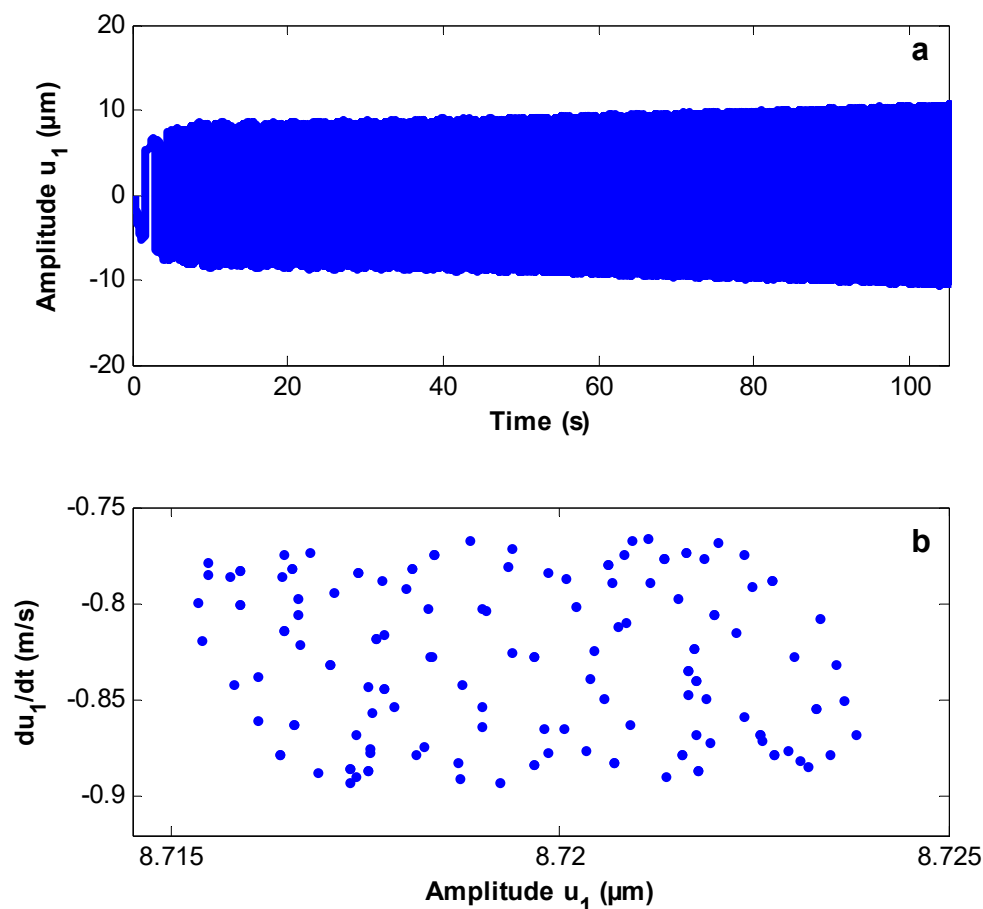 a
20
10
0
-10
-20
Amplitude u₁ (µm)
0 20 40 60 80 100
Time (s)
b
-0.75
-0.8
-0.85
-0.9
du₁/dt (m/s)
8.715 8.72 8.725
Amplitude u₁ (µm)